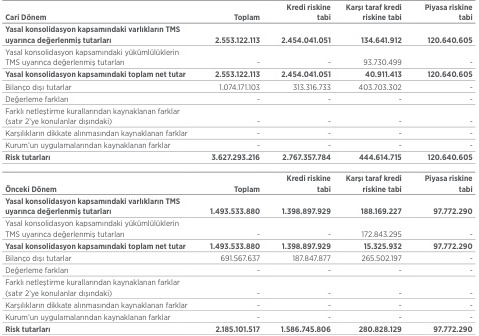 Kredi riskine Karşı taraf kredi Piyasa riskine
Cari Dönem Toplam tabi riskine tabi tabi
Yasal konsolidasyon kapsamındaki varlıkların TMS
uyarınca değerlenmiş tutarları 2.553.122.113 2.454.041.051 134.641.912 120.640.605
Yasal konsolidasyon kapsamındaki yükümlülüklerin
TMS uyarınca değerlenmiş tutarları - - 93.730.499 -
Yasal konsolidasyon kapsamındaki toplam net tutar 2.553.122.113 2.454.041.051 40.911.413 120.640.605
Bilanço dışı tutarlar 1.074.171.103 313.316.733 403.703.302 -
Değerleme farkları - - - -
Farklı netleştirme kurallarından kaynaklanan farklar
(satır 2'ye konulanlar dışındaki) - - - -
Karşılıkların dikkate alınmasından kaynaklanan farklar - - - -
Kurum'un uygulamalarından kaynaklanan farklar - - - -
Risk tutarları 3.627.293.216 2.767.357.784 444.614.715 120.640.605
Kredi riskine Karşı taraf kredi Piyasa riskine
Önceki Dönem Toplam tabi riskine tabi tabi
Yasal konsolidasyon kapsamındaki varlıkların TMS
uyarınca değerlenmiş tutarları 1.493.533.880 1.398.897.929 188.169.227 97.772.290
Yasal konsolidasyon kapsamındaki yükümlülüklerin
TMS uyarınca değerlenmiş tutarları - - 172.843.295 -
Yasal konsolidasyon kapsamındaki toplam net tutar 1.493.533.880 1.398.897.929 15.325.932 97.772.290
Bilanço dışı tutarlar 691.567.637 187.847.877 265.502.197 -
Değerleme farkları - - - -
Farklı netleştirme kurallarından kaynaklanan farklar
(satır 2'ye konulanlar dışındaki) - - - -
Karşılıkların dikkate alınmasından kaynaklanan farklar - - - -
Kurum'un uygulamalarından kaynaklanan farklar - - - -
Risk tutarları 2.185.101.517 1.586.745.806 280.828.129 97.772.290